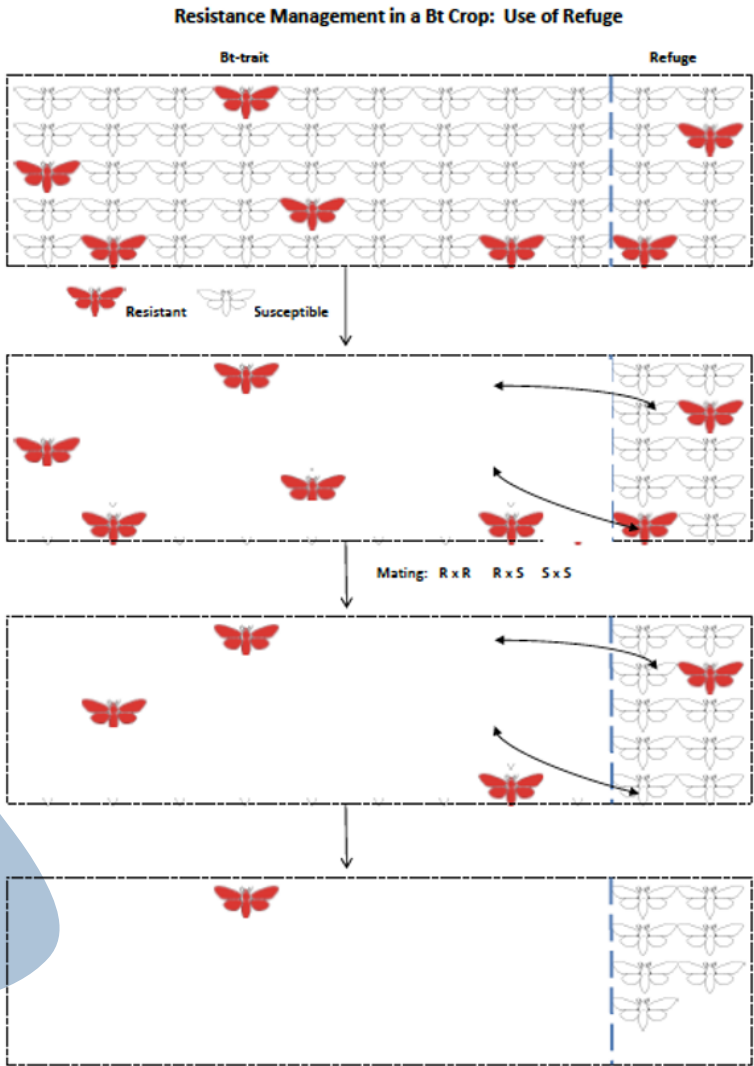 Resistance Management in a Bt Crop: Use of Refuge
Bt-trait Refuge
Resistant Susceptible
Mating: R x R R x S S x S